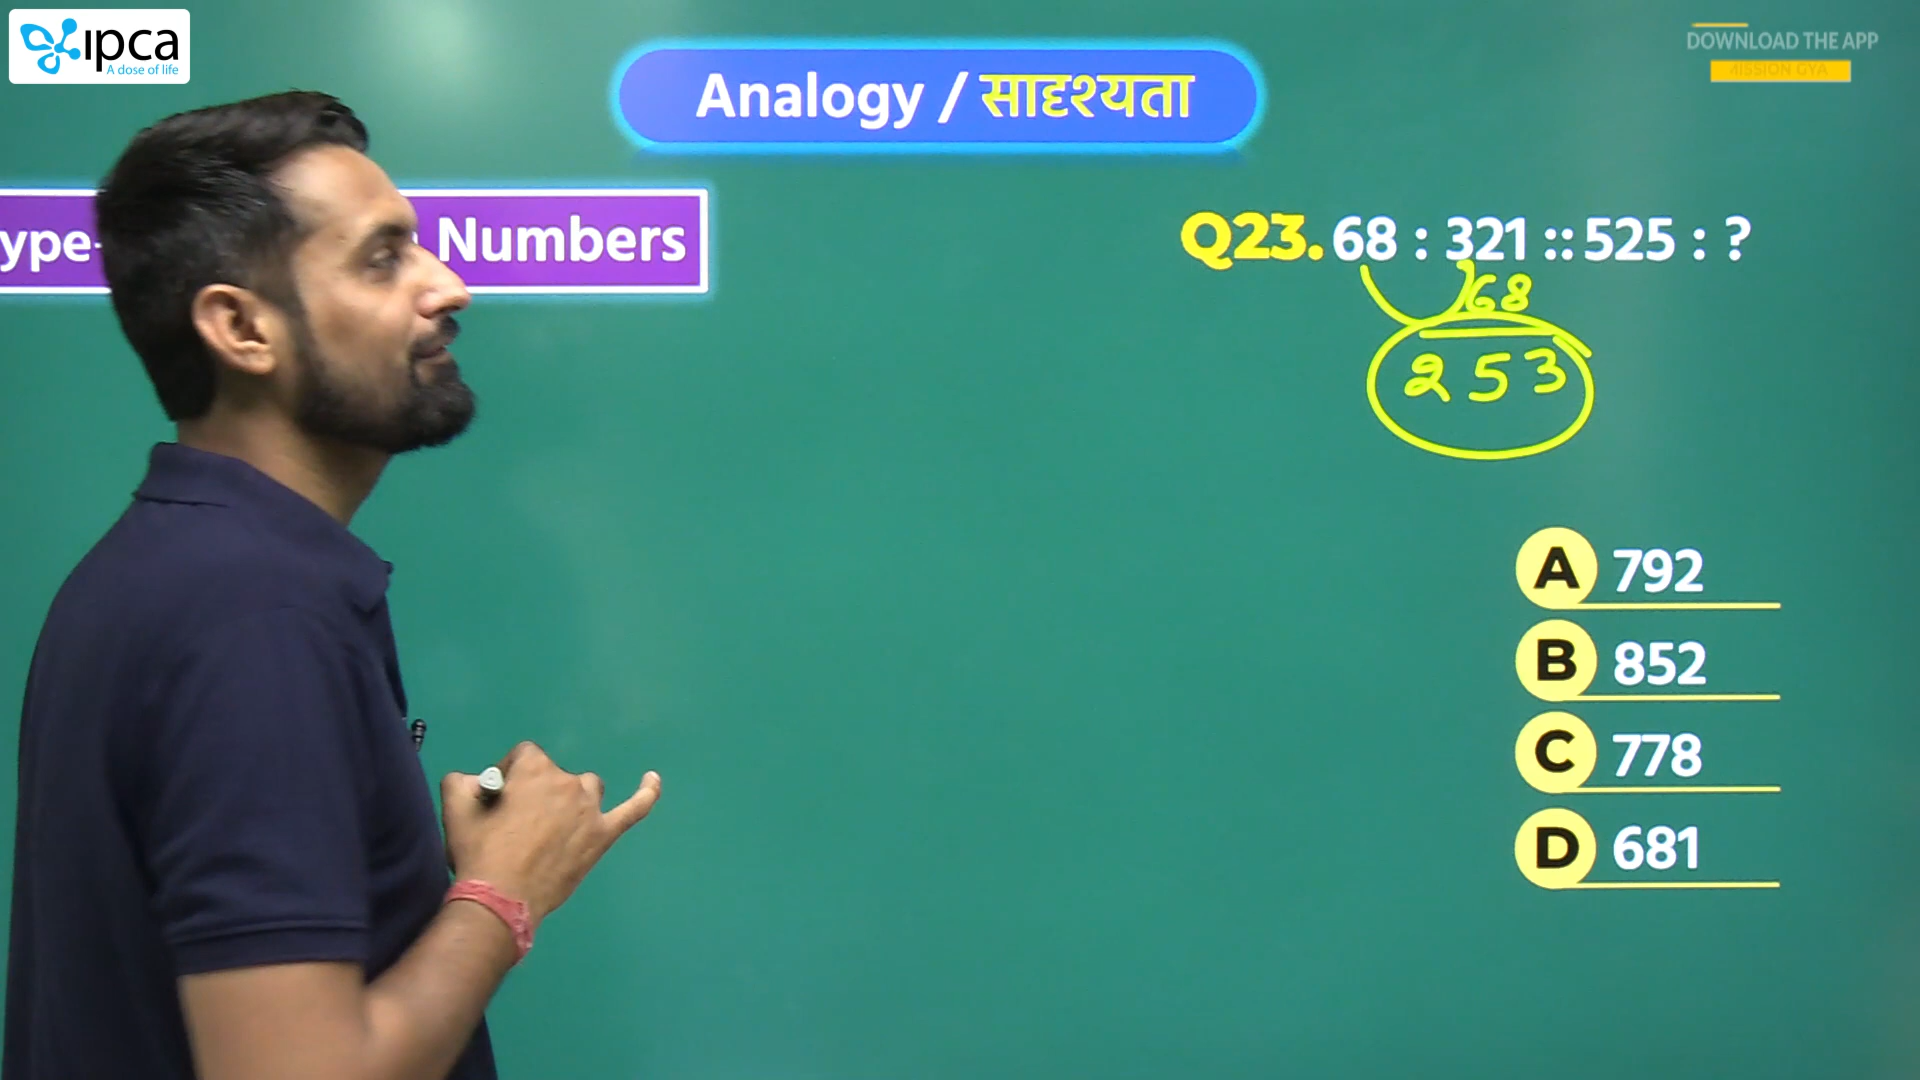 ipca
A dose of life
DOWNLOAD THE APP
Analogy / सादृश्यता
ype-
Numbers
Q23. 68 : 321 :: 525 : ?
68
253
A 792
B 852
C 778
D 681